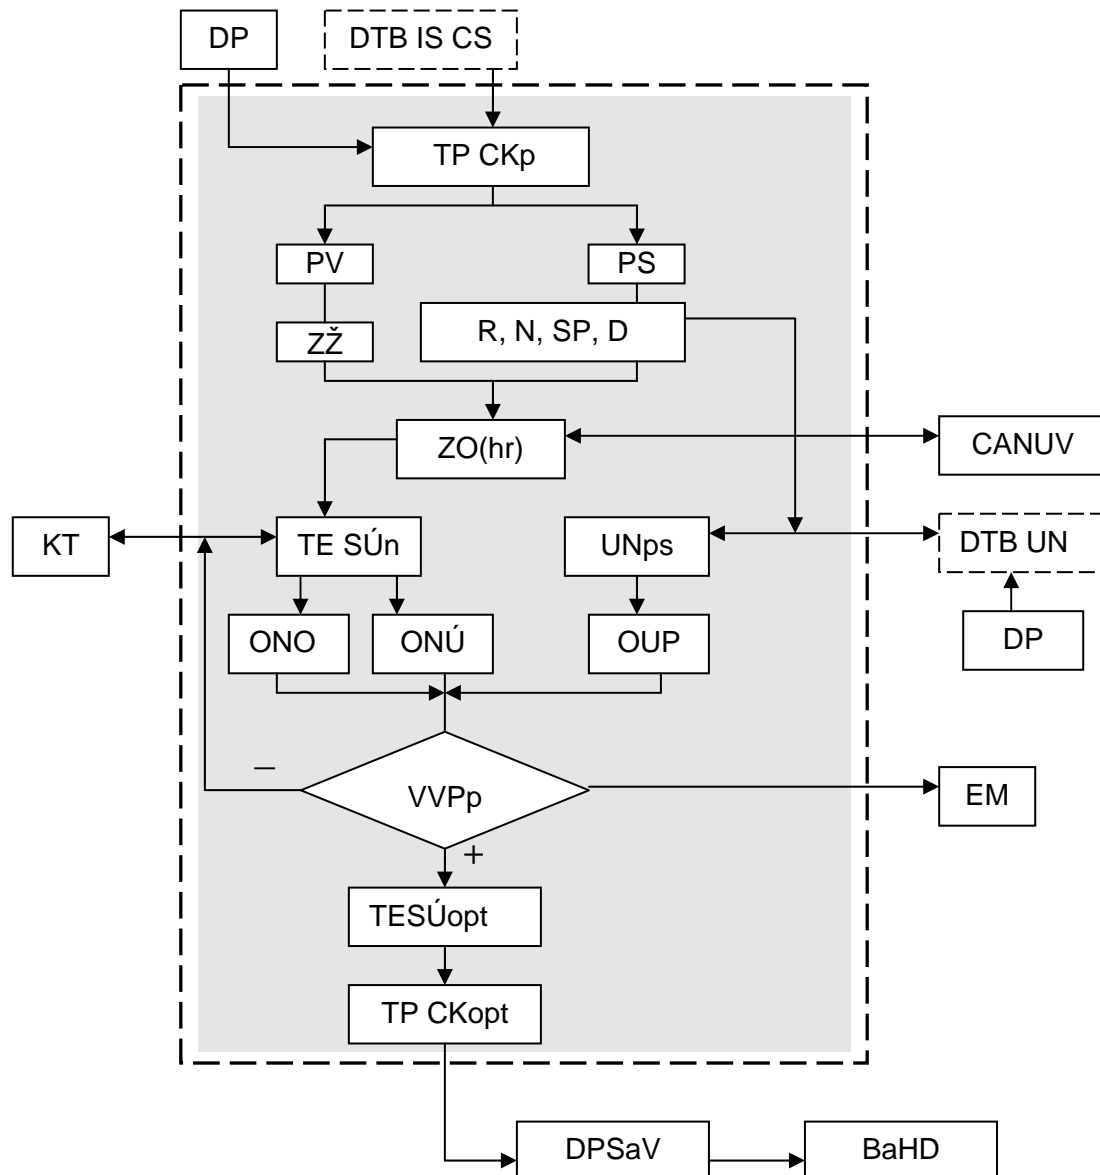 DP
DTB IS CS
TP CKp
PV
PS
ZŽ
R, N, SP, D
ZO(hr)
CANUV
KT
TE SÚn
UNps
DTB UN
ONO
ONÚ
OUP
DP
–
VVPp
EM
+
TESÚopt
TP CKopt
DPSaV
BaHD